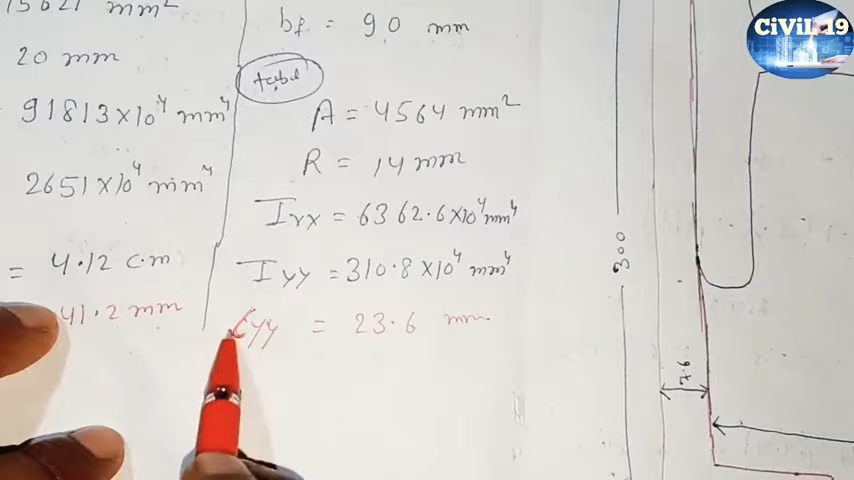 15621 mm²
20 mm
91813×10⁴ mm⁴
2651×10⁴ mm⁴
= 4.12 c.m
41.2 mm
bf = 90 mm
A = 4564 mm²
R = 14 mm
Ixx = 6362.6×10⁴ mm⁴
Iyy = 310.8×10⁴ mm⁴
Cyy = 23.6 mm.
300
7.6
CiViL 19